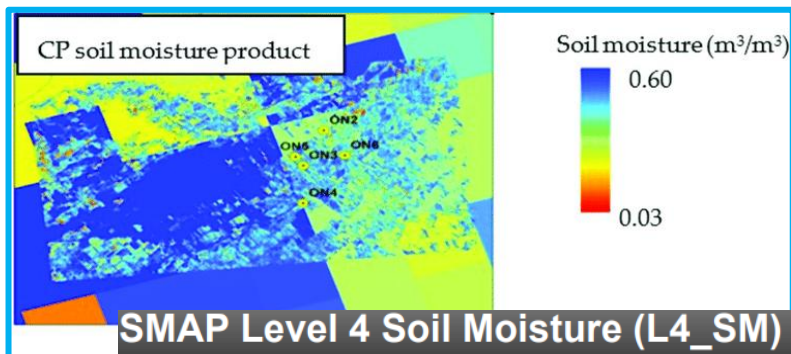 CP soil moisture product
Soil moisture (m³/m³)
0.60
0.03
ON2
ON5
ON3
ON6
ON4
SMAP Level 4 Soil Moisture (L4_SM)